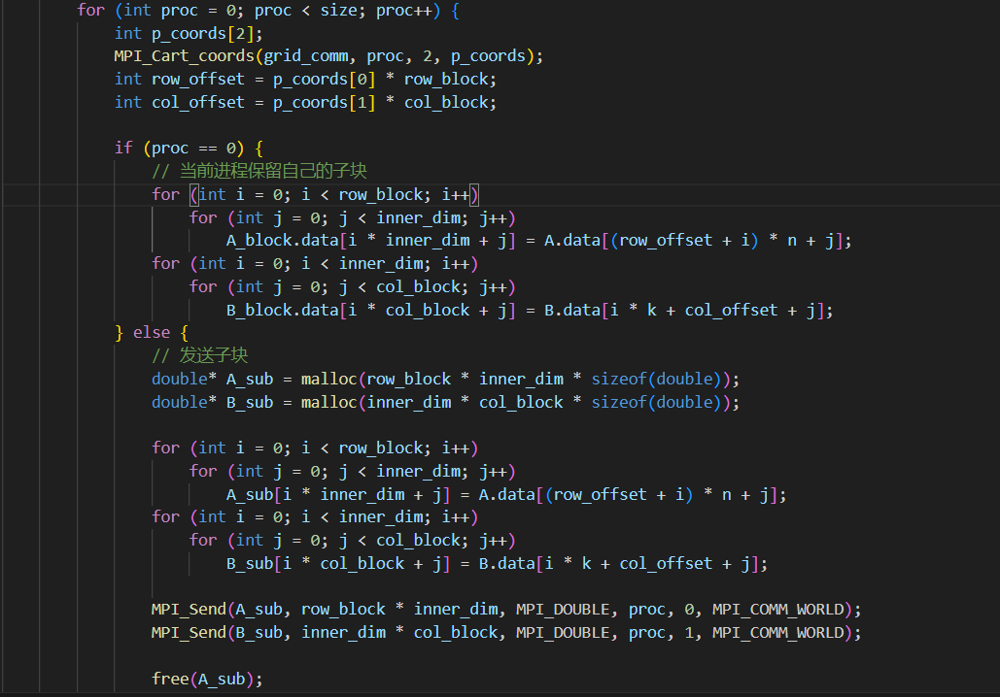 for (int proc = 0; proc < size; proc++) {
int p_coords[2];
MPI_Cart_coords(grid_comm, proc, 2, p_coords);
int row_offset = p_coords[0] * row_block;
int col_offset = p_coords[1] * col_block;
if (proc == 0) {
// 当前进程保留自己的子块
for (int i = 0; i < row_block; i++)
for (int j = 0; j < inner_dim; j++)
A_block.data[i * inner_dim + j] = A.data[(row_offset + i) * n + j];
for (int i = 0; i < inner_dim; i++)
for (int j = 0; j < col_block; j++)
B_block.data[i * col_block + j] = B.data[i * k + col_offset + j];
} else {
// 发送子块
double* A_sub = malloc(row_block * inner_dim * sizeof(double));
double* B_sub = malloc(inner_dim * col_block * sizeof(double));
for (int i = 0; i < row_block; i++)
for (int j = 0; j < inner_dim; j++)
A_sub[i * inner_dim + j] = A.data[(row_offset + i) * n + j];
for (int i = 0; i < inner_dim; i++)
for (int j = 0; j < col_block; j++)
B_sub[i * col_block + j] = B.data[i * k + col_offset + j];
MPI_Send(A_sub, row_block * inner_dim, MPI_DOUBLE, proc, 0, MPI_COMM_WORLD);
MPI_Send(B_sub, inner_dim * col_block, MPI_DOUBLE, proc, 1, MPI_COMM_WORLD);
free(A_sub);